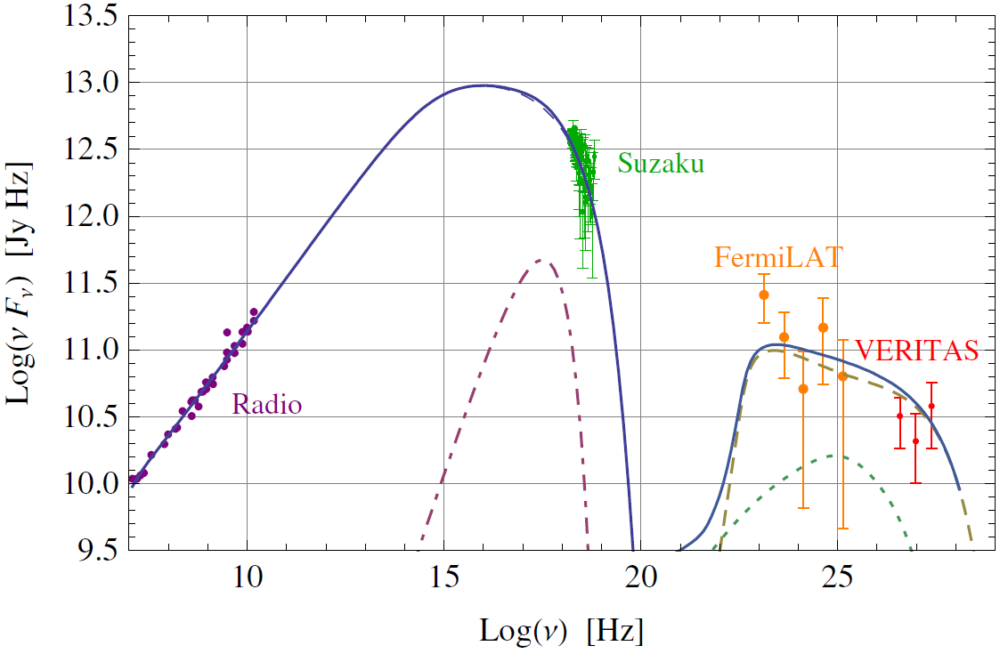 13.5
13.0
12.5
12.0
11.5
11.0
10.5
10.0
9.5
Log(ν Fν) [Jy Hz]
Suzaku
FermiLAT
VERITAS
Radio
10 15 20 25
Log(ν) [Hz]